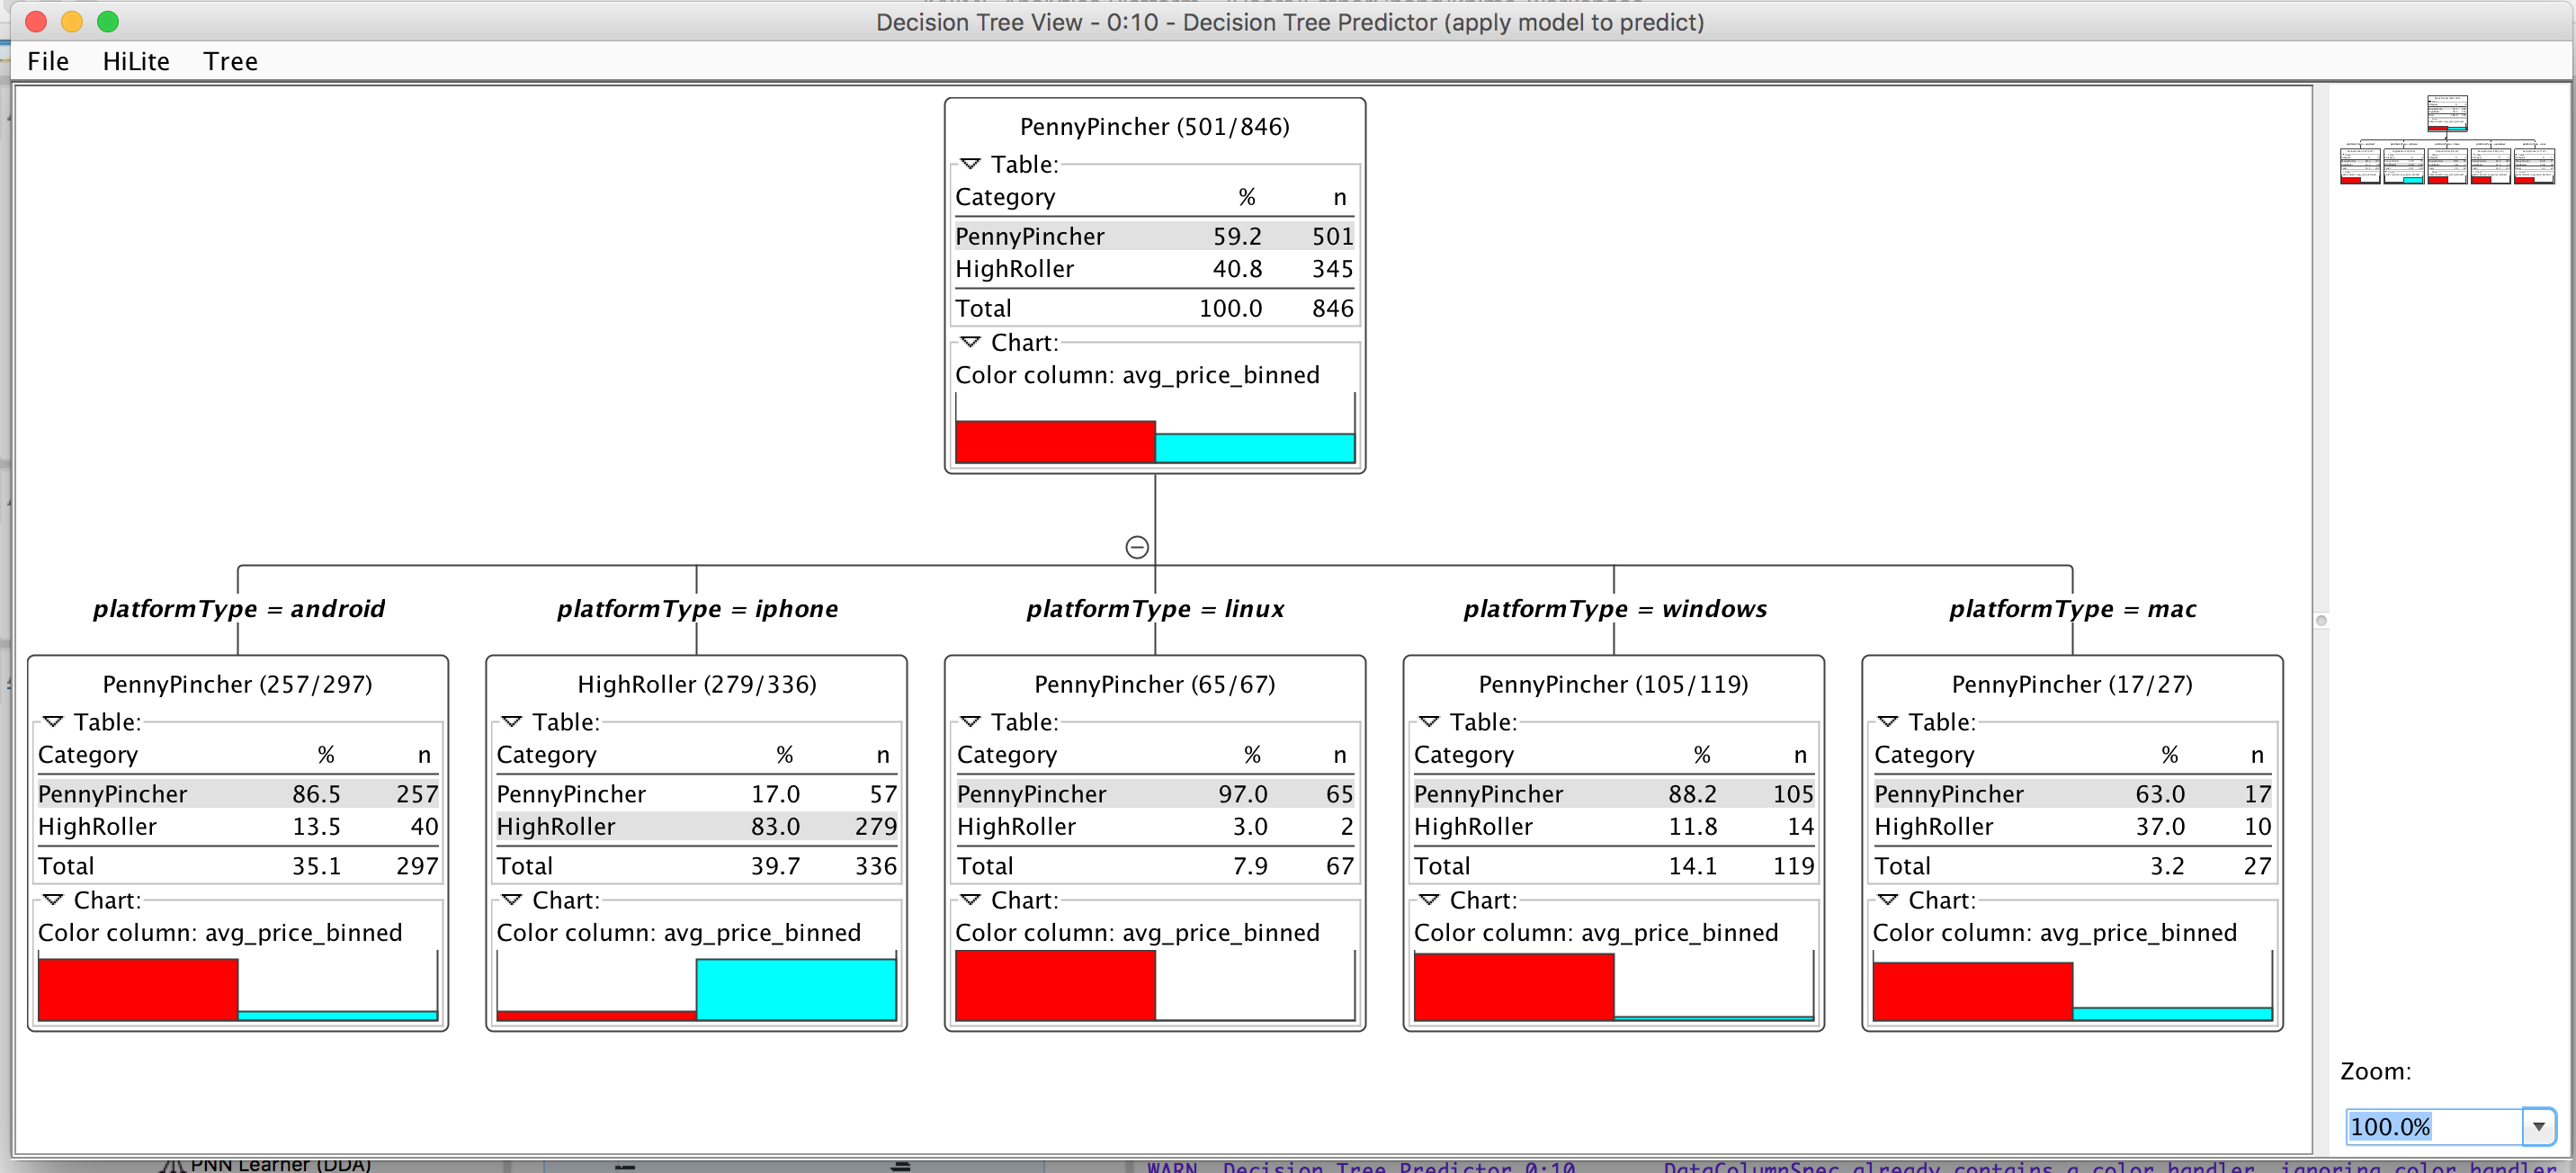 Decision Tree View - 0:10 - Decision Tree Predictor (apply model to predict)
File HiLite Tree
PennyPincher (501/846)
Table:
Category % n
PennyPincher 59.2 501
HighRoller 40.8 345
Total 100.0 846
Chart:
Color column: avg_price_binned
platformType = android
PennyPincher (257/297)
Table:
Category % n
PennyPincher 86.5 257
HighRoller 13.5 40
Total 35.1 297
Chart:
Color column: avg_price_binned
platformType = iphone
HighRoller (279/336)
Table:
Category % n
PennyPincher 17.0 57
HighRoller 83.0 279
Total 39.7 336
Chart:
Color column: avg_price_binned
platformType = linux
PennyPincher (65/67)
Table:
Category % n
PennyPincher 97.0 65
HighRoller 3.0 2
Total 7.9 67
Chart:
Color column: avg_price_binned
platformType = windows
PennyPincher (105/119)
Table:
Category % n
PennyPincher 88.2 105
HighRoller 11.8 14
Total 14.1 119
Chart:
Color column: avg_price_binned
platformType = mac
PennyPincher (17/27)
Table:
Category % n
PennyPincher 63.0 17
HighRoller 37.0 10
Total 3.2 27
Chart:
Color column: avg_price_binned
Zoom:
100.0%
PNN Learner (DDA)
WARN Decision Tree Predictor 0:10 DataColumnSpec already contains a color handler, ignoring color handler